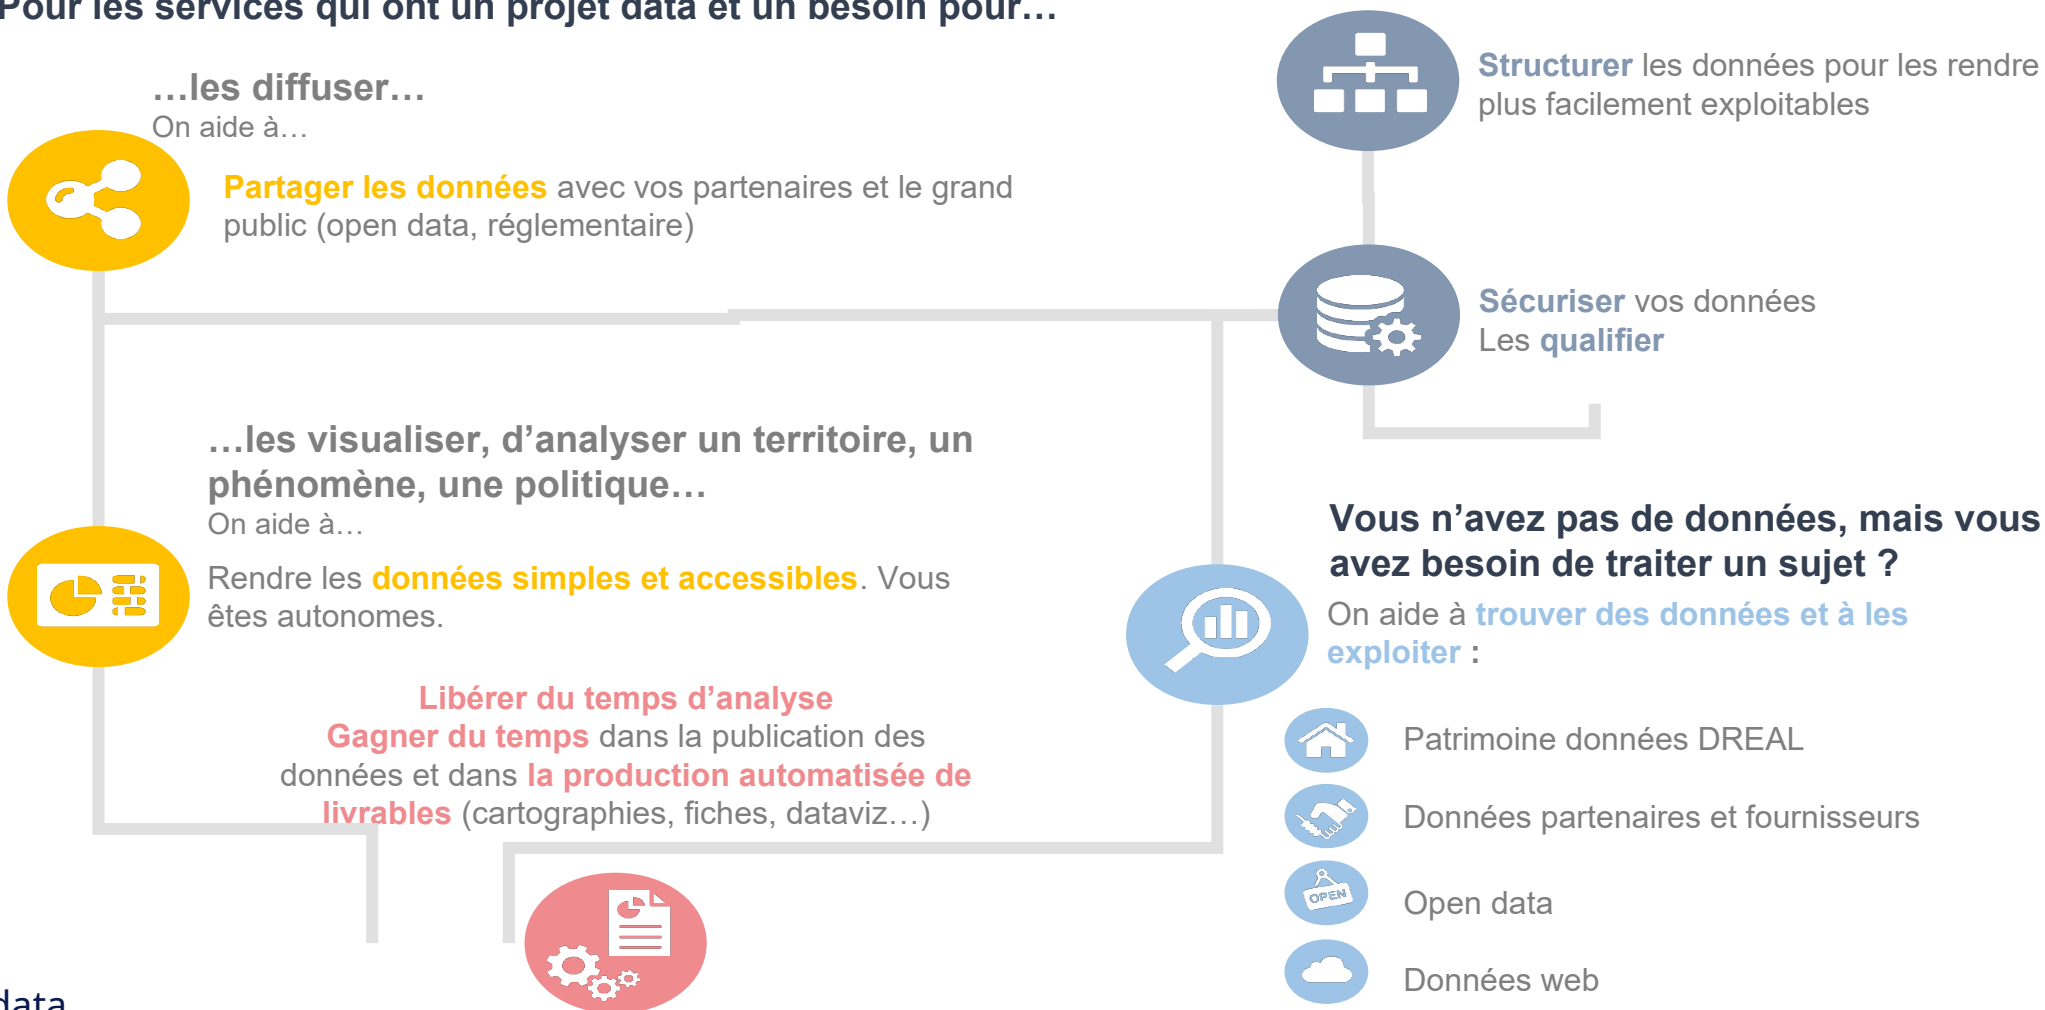 Pour les services qui ont un projet data et un besoin pour…
…les diffuser…
On aide à…
Partager les données avec vos partenaires et le grand
public (open data, réglementaire)
…les visualiser, d’analyser un territoire, un
phénomène, une politique…
On aide à…
Rendre les données simples et accessibles. Vous
êtes autonomes.
Libérer du temps d’analyse
Gagner du temps dans la publication des
données et dans la production automatisée de
livrables (cartographies, fiches, dataviz…)
data
Structurer les données pour les rendre
plus facilement exploitables
Sécuriser vos données
Les qualifier
Vous n’avez pas de données, mais vous
avez besoin de traiter un sujet ?
On aide à trouver des données et à les
exploiter :
Patrimoine données DREAL
Données partenaires et fournisseurs
OPEN
Open data
Données web